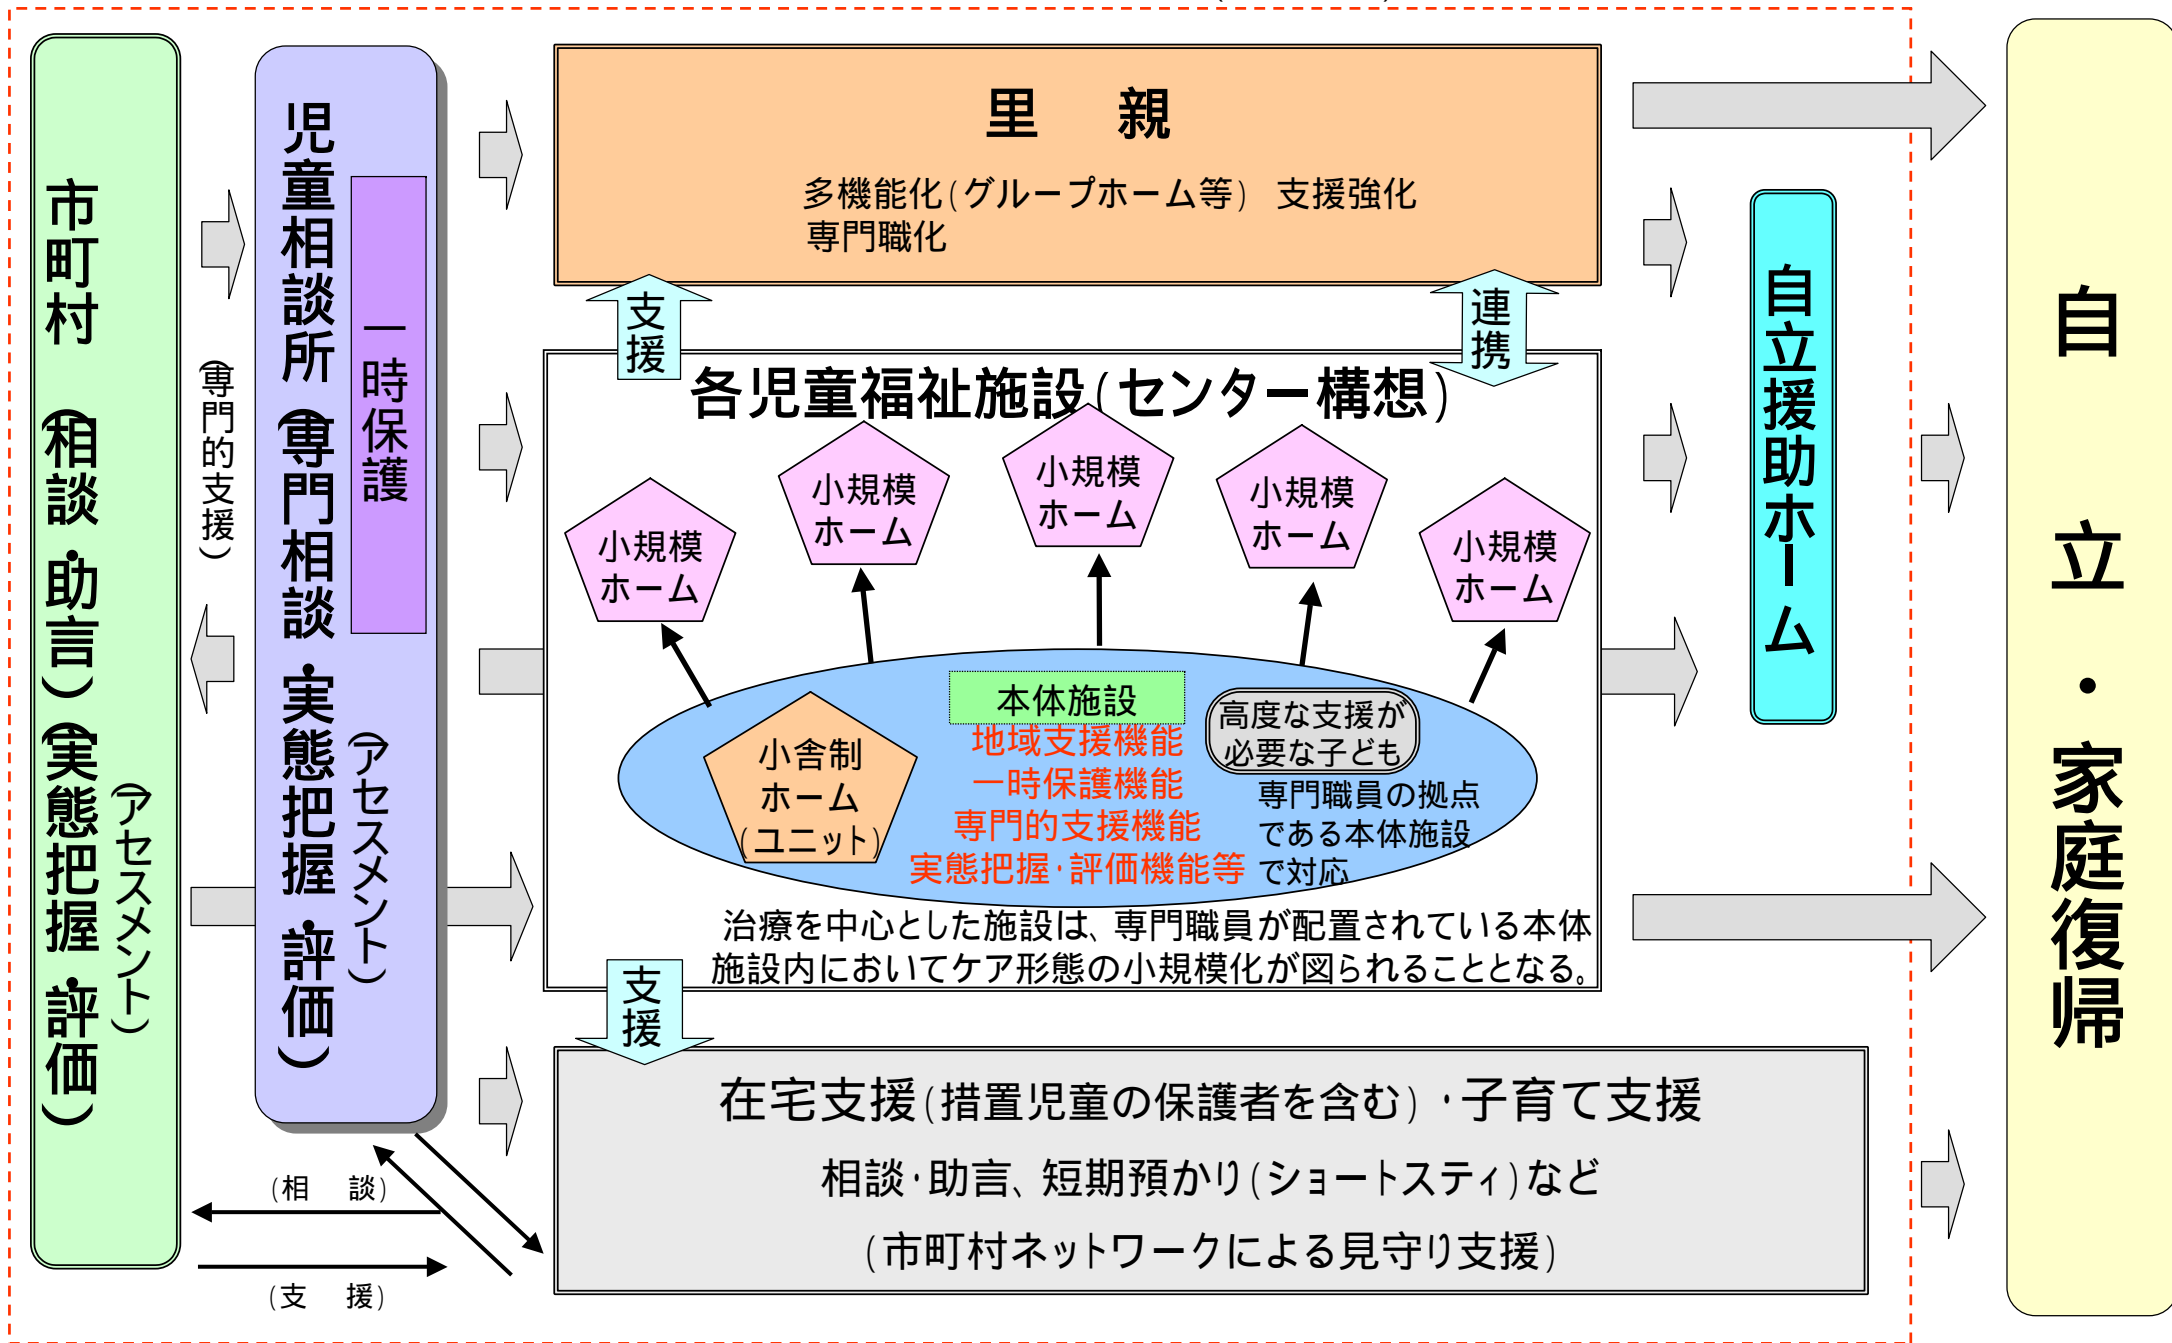 市町村　(相談・助言)(実態把握・評価)
(アセスメント)
(専門的支援)
児童相談所(専門相談・実態把握・評価)
(アセスメント)
一時保護
里　親
多機能化(グループホーム等)　支援強化
専門職化
支援
連携
各児童福祉施設(センター構想)
小規模
ホーム
小規模
ホーム
小規模
ホーム
小規模
ホーム
小規模
ホーム
本体施設
地域支援機能
一時保護機能
専門的支援機能
実態把握・評価機能等
小舎制
ホーム
(ユニット)
高度な支援が
必要な子ども
専門職員の拠点
である本体施設
で対応
治療を中心とした施設は、専門職員が配置されている本体
施設内においてケア形態の小規模化が図られることとなる。
支援
在宅支援(措置児童の保護者を含む)・子育て支援
相談・助言、短期預かり(ショートスティ)など
(市町村ネットワークによる見守り支援)
(相　談)
(支　援)
自立援助ホーム
自　立・家庭復帰